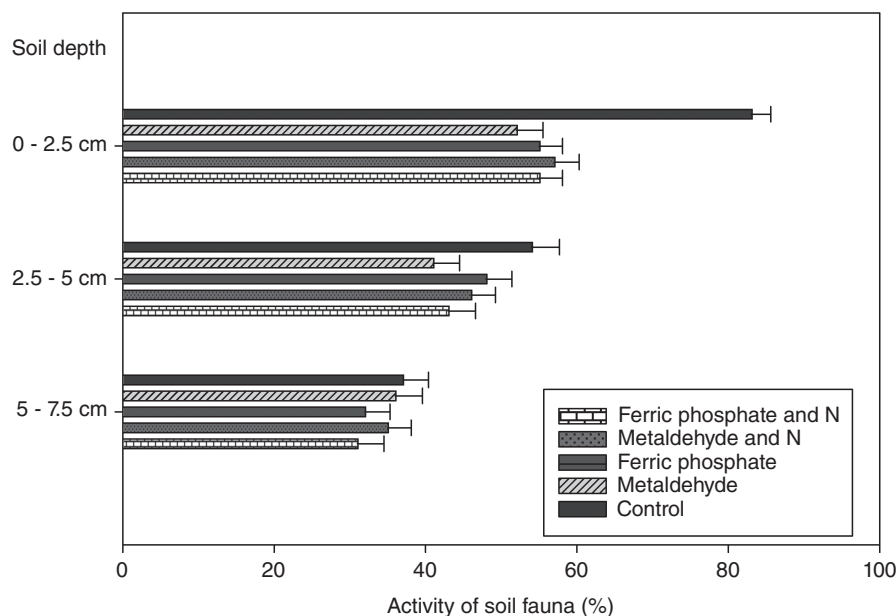 Soil depth
0 - 2.5 cm
2.5 - 5 cm
5 - 7.5 cm
Ferric phosphate and N
Metaldehyde and N
Ferric phosphate
Metaldehyde
Control
0 20 40 60 80 100
Activity of soil fauna (%)